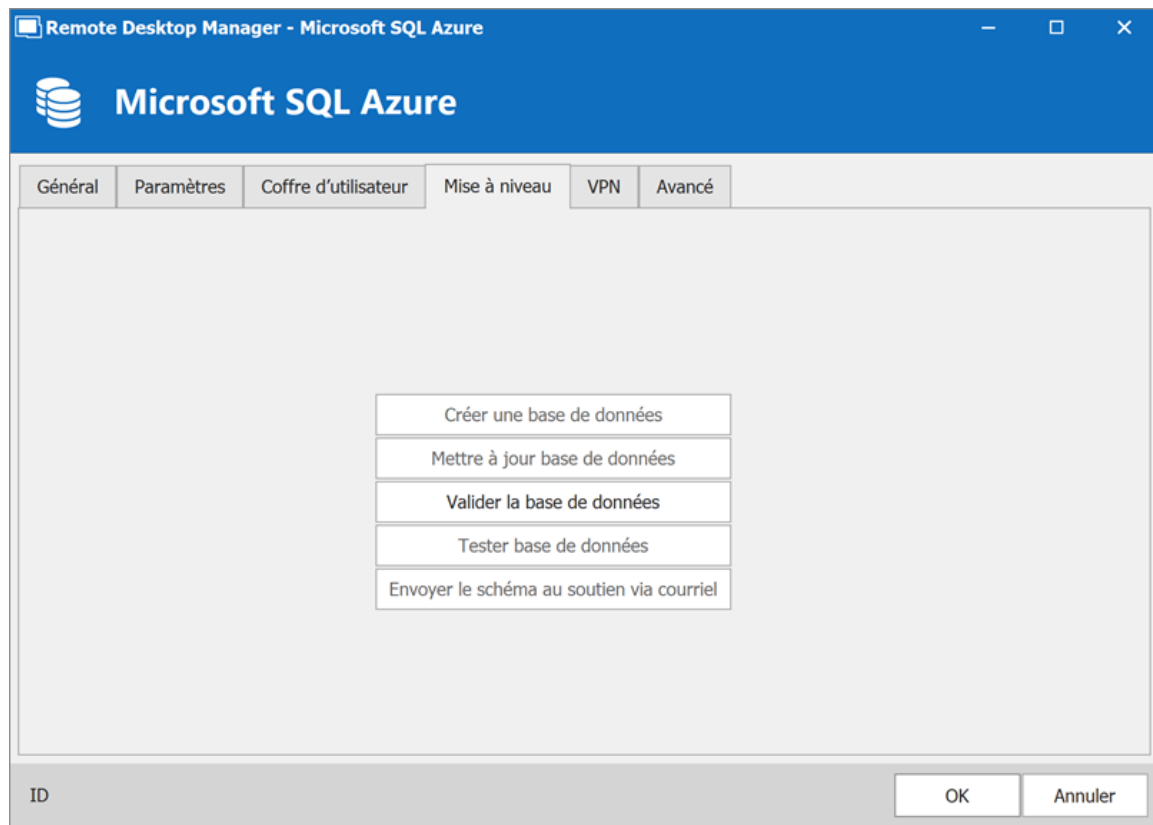 Remote Desktop Manager - Microsoft SQL Azure
Microsoft SQL Azure
Général Paramètres Coffre d’utilisateur Mise à niveau VPN Avancé
Créer une base de données
Mettre à jour base de données
Valider la base de données
Tester base de données
Envoyer le schéma au soutien via courriel
ID OK Annuler